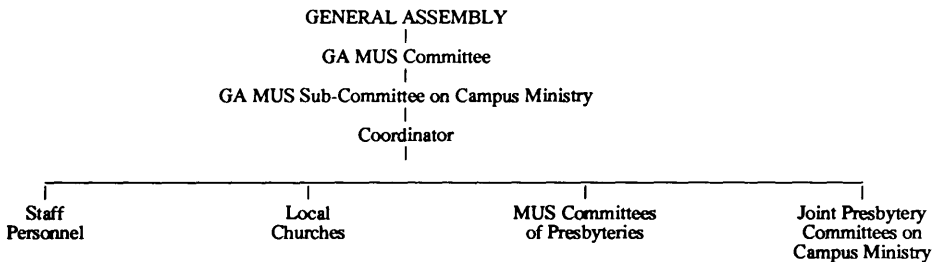 GENERAL ASSEMBLY
GA MUS Committee
GA MUS Sub-Committee on Campus Ministry
Coordinator
Staff
Personnel
Local
Churches
MUS Committees
of Presbyteries
Joint Presbytery
Committees on
Campus Ministry